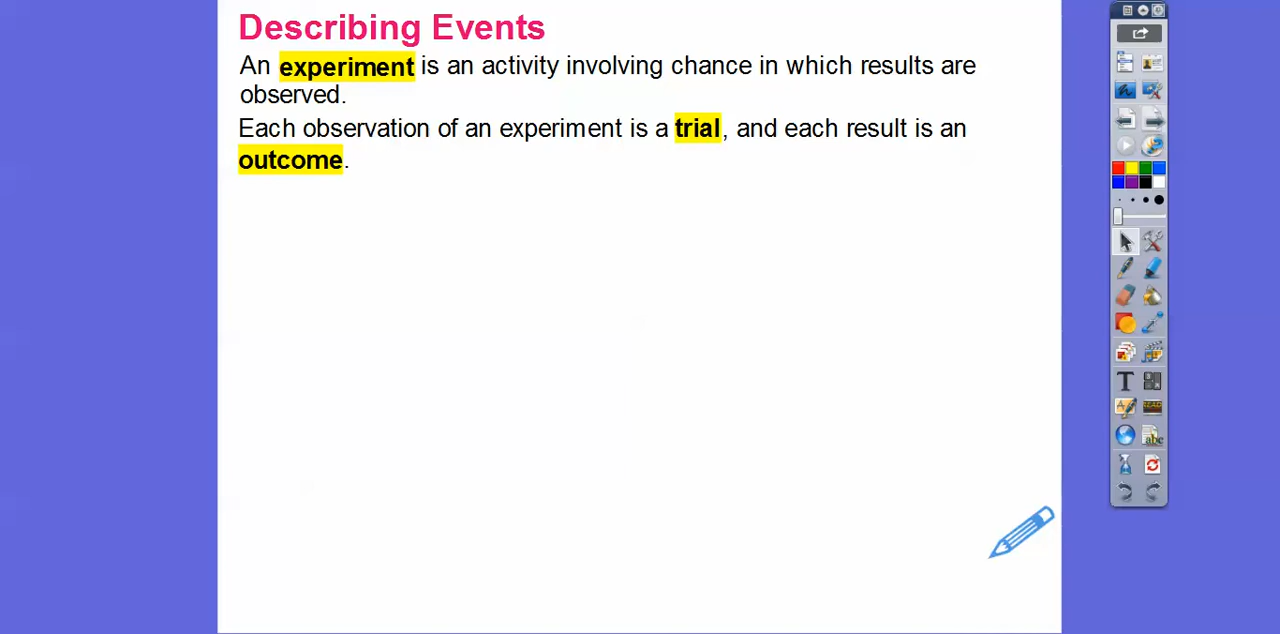 Describing Events
An experiment is an activity involving chance in which results are
observed.
Each observation of an experiment is a trial, and each result is an
outcome.